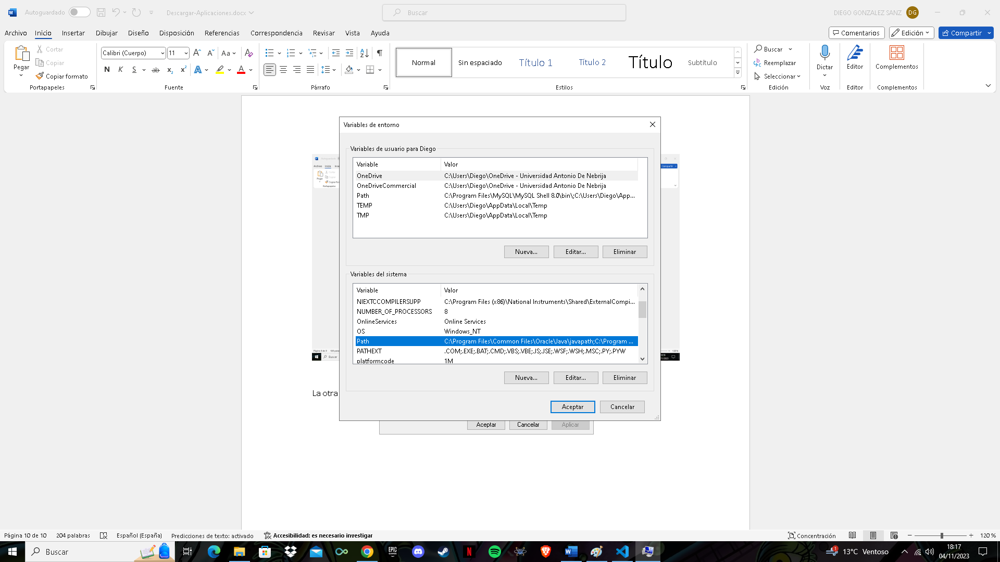 Autoguardado
Descargar-Aplicaciones.docx
Buscar
DIEGO GONZALEZ SANZ
DG
Archivo Inicio Insertar Dibujar Diseño Disposición Referencias Correspondencia Revisar Vista Ayuda
Comentarios Edición Compartir
Pegar
Cortar
Copiar
Copiar formato
Portapapeles
Calibri (Cuerpo) 11
Fuente
Párrafo
Normal Sin espaciado Título 1 Título 2 Título Subtítulo
Estilos
Buscar
Reemplazar
Seleccionar
Edición
Dictar
Voz
Editor
Editor
Complementos
Complementos
Variables de entorno
Variables de usuario para Diego
Variable Valor
OneDrive C:\Users\Diego\OneDrive - Universidad Antonio De Nebrija
OneDriveCommercial C:\Users\Diego\OneDrive - Universidad Antonio De Nebrija
Path C:\Program Files\MySQL\MySQL Shell 8.0\bin\;C:\Users\Diego\App...
TEMP C:\Users\Diego\AppData\Local\Temp
TMP C:\Users\Diego\AppData\Local\Temp
Nueva... Editar... Eliminar
Variables del sistema
Variable Valor
NIEXTCCOMPILERSUPP C:\Program Files (x86)\National Instruments\Shared\ExternalCompi...
NUMBER_OF_PROCESSORS 8
OnlineServices Online Services
OS Windows_NT
Path C:\Program Files\Common Files\Oracle\Java\javapath;C:\Program ...
PATHEXT .COM;.EXE;.BAT;.CMD;.VBS;.VBE;.JS;.JSE;.WSF;.WSH;.MSC;.PY;.PYW
platformcode 1M
Nueva... Editar... Eliminar
La otra
Aceptar Cancelar
Aceptar Cancelar Aplicar
Página 10 de 10 204 palabras Español (España) Predicciones de texto: activado Accesibilidad: es necesario investigar
Concentración 120 %
Buscar
EPIC GAMES
13°C Ventoso
18:17
04/11/2023